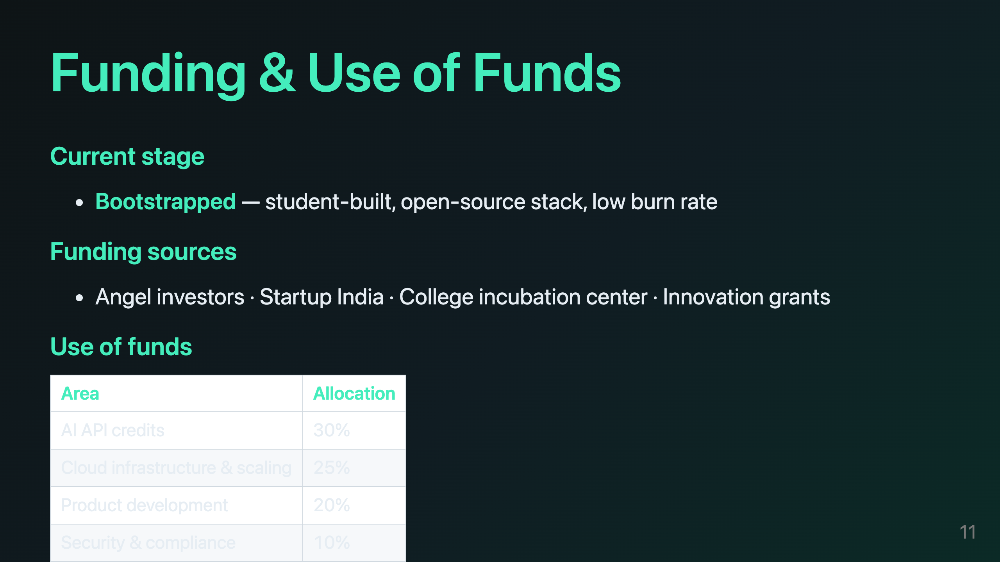 Funding & Use of Funds
Current stage
• Bootstrapped — student-built, open-source stack, low burn rate
Funding sources
• Angel investors · Startup India · College incubation center · Innovation grants
Use of funds
Area Allocation
AI API credits 30%
Cloud infrastructure & scaling 25%
Product development 20%
Security & compliance 10%
11